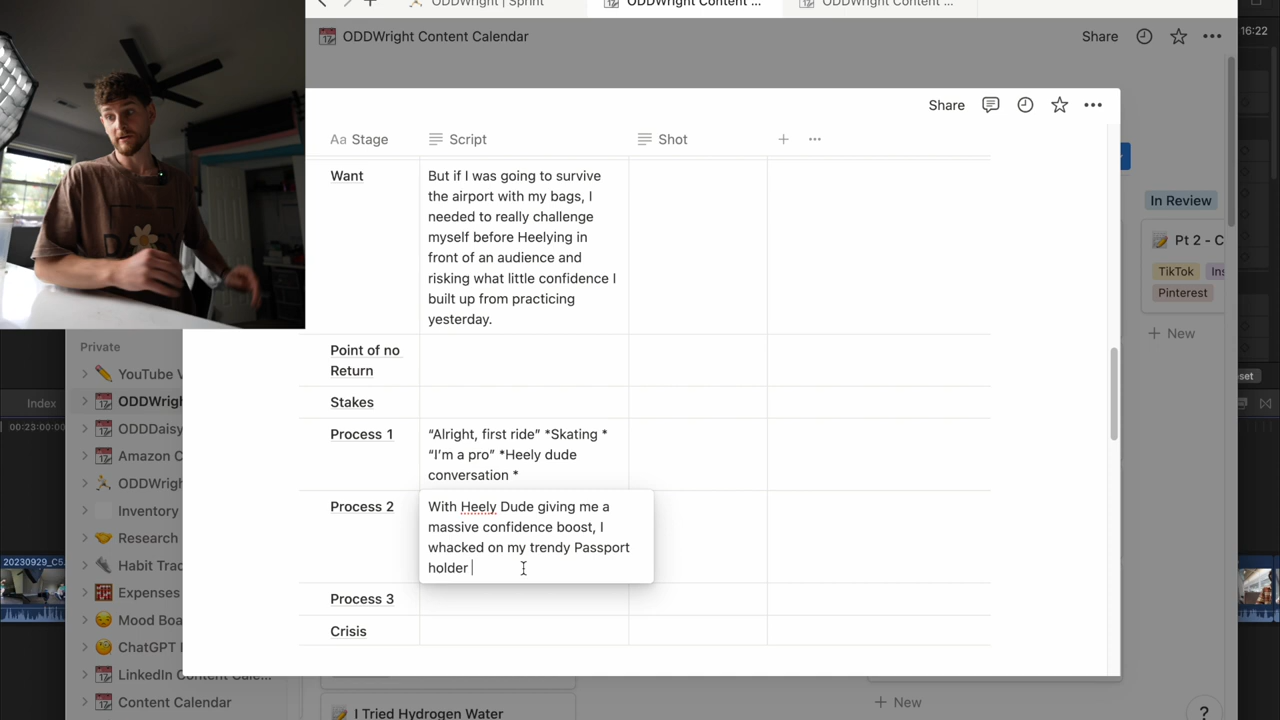 ODDWright | Sprint
ODDWright Content ...
ODDWright Content ...
ODDWright Content Calendar
Share
16:22
Share
Aa Stage
Script
Shot
Want
But if I was going to survive
the airport with my bags, I
needed to really challenge
myself before Heelying in
front of an audience and
risking what little confidence I
built up from practicing
yesterday.
In Review
Pt 2 - C
TikTok
Ins
Pinterest
New
Point of no
Return
Stakes
Process 1
“Alright, first ride” *Skating *
“I’m a pro” *Heely dude
conversation *
Process 2
With Heely Dude giving me a
massive confidence boost, I
whacked on my trendy Passport
holder
Process 3
Crisis
Private
YouTube V
ODDWrigh
ODDDaisy
Amazon C
ODDWrigh
Inventory
Research
Habit Trac
Expenses
Mood Boa
ChatGPT
LinkedIn Content Cale...
Content Calendar
Index
00:23:00:00
20230929_C5
set
I Tried Hydrogen Water
New
?